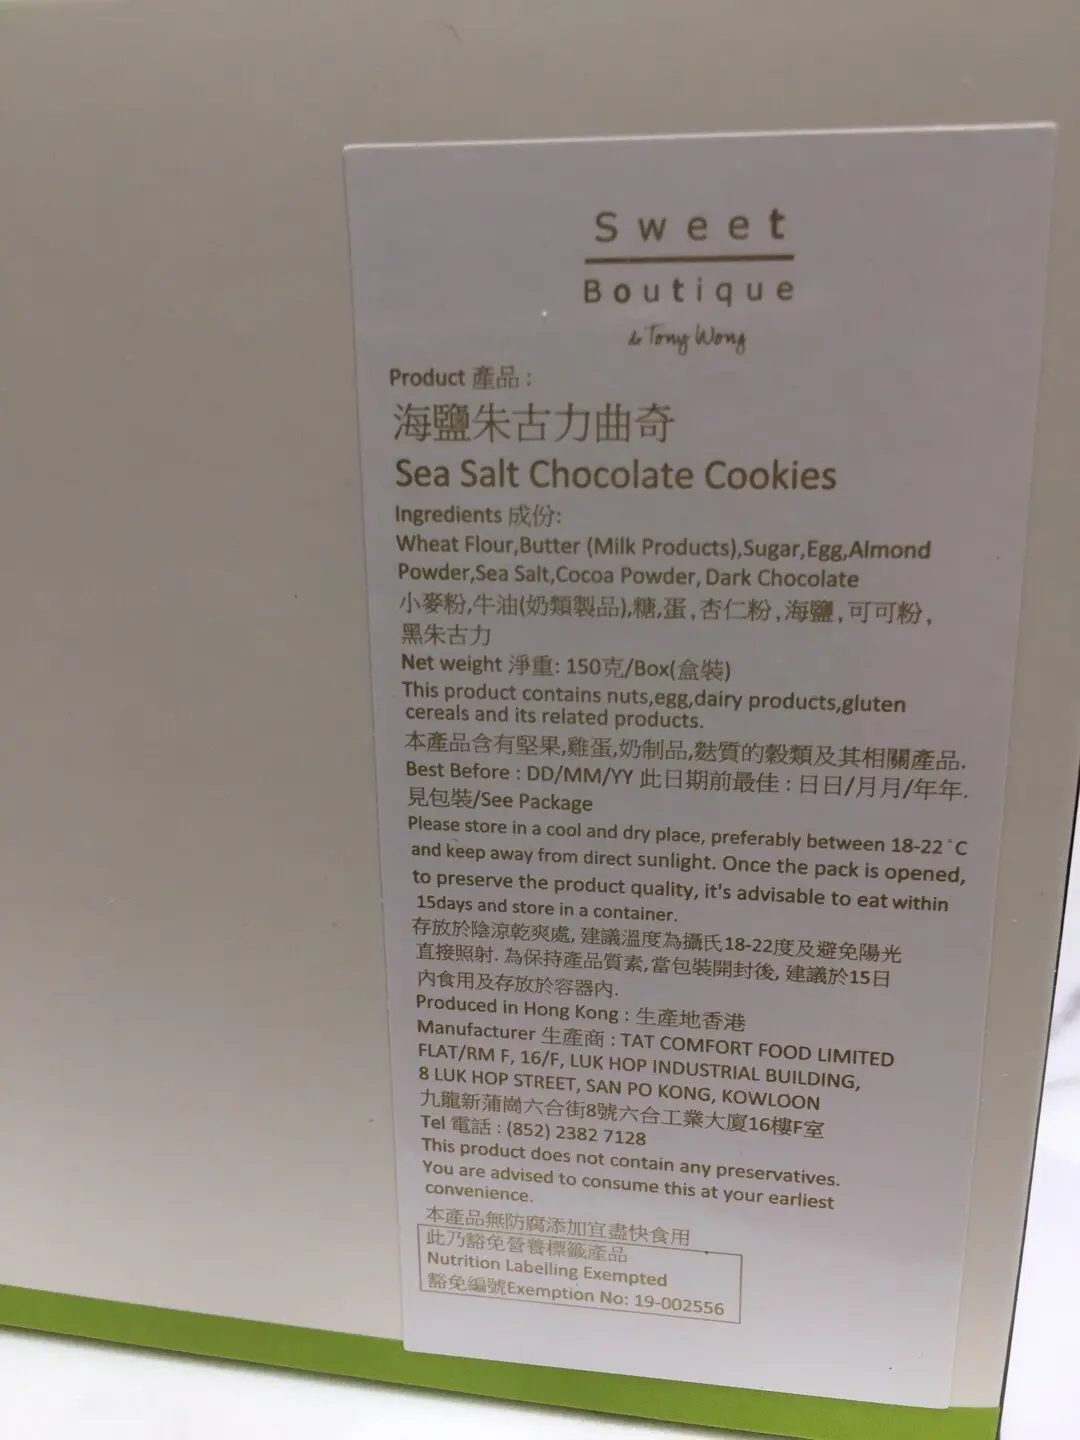 Sweet
Boutique
de Tony Wong
Product 產品 :
海鹽朱古力曲奇
Sea Salt Chocolate Cookies
Ingredients 成份:
Wheat Flour,Butter (Milk Products),Sugar,Egg,Almond
Powder,Sea Salt,Cocoa Powder, Dark Chocolate
小麥粉,牛油(奶類製品),糖,蛋,杏仁粉,海鹽,可可粉,
黑朱古力
Net weight 淨重: 150克/Box(盒裝)
This product contains nuts,egg,dairy products,gluten
cereals and its related products.
本產品含有堅果,雞蛋,奶制品,麩質的穀類及其相關產品.
Best Before : DD/MM/YY 此日期前最佳 : 日日/月月/年年.
見包裝/See Package
Please store in a cool and dry place, preferably between 18-22°C
and keep away from direct sunlight. Once the pack is opened,
to preserve the product quality, it's advisable to eat within
15days and store in a container.
存放於陰涼乾爽處, 建議溫度為攝氏18-22度及避免陽光
直接照射. 為保持產品質素,當包裝開封後, 建議於15日
內食用及存放於容器內.
Produced in Hong Kong : 生產地香港
Manufacturer 生產商 : TAT COMFORT FOOD LIMITED
FLAT/RM F, 16/F, LUK HOP INDUSTRIAL BUILDING,
8 LUK HOP STREET, SAN PO KONG, KOWLOON
九龍新蒲崗六合街8號六合工業大廈16樓F室
Tel 電話 : (852) 2382 7128
This product does not contain any preservatives.
You are advised to consume this at your earliest
convenience.
本產品無防腐添加宜盡快食用
此乃豁免營養標籤產品
Nutrition Labelling Exempted
豁免編號Exemption No: 19-002556